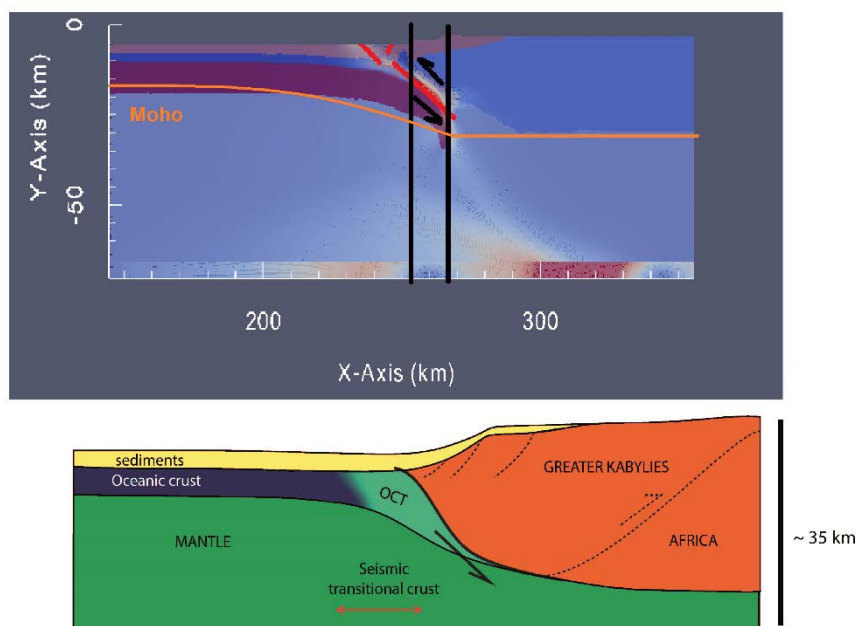 0
Y-Axis (km)
Moho
-50
200
300
X-Axis (km)
sediments
Oceanic crust
OCT
GREATER KABYLIES
MANTLE
AFRICA
~ 35 km
Seismic
transitional crust